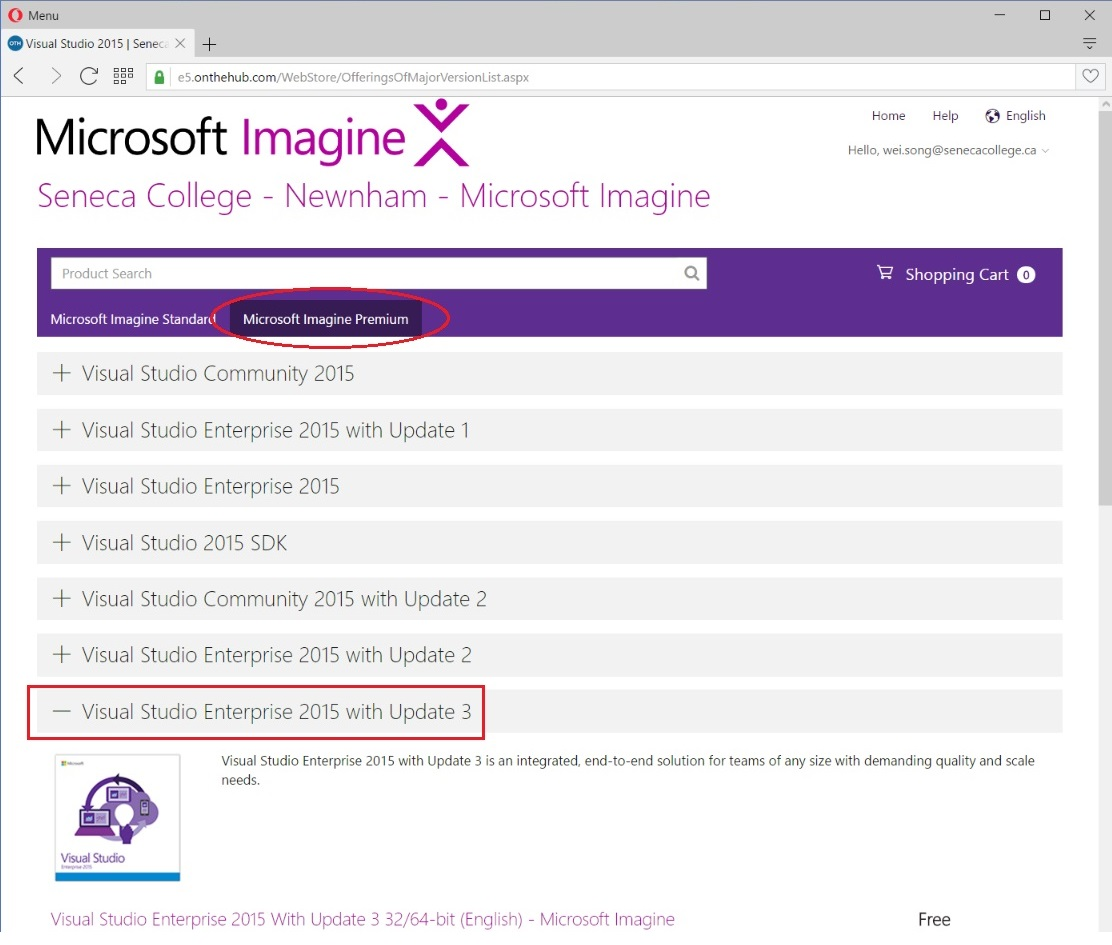 Menu
Visual Studio 2015 | Seneca
e5.onthehub.com/WebStore/OfferingsOfMajorVersionList.aspx
Microsoft Imagine
Home Help English
Hello, wei.song@senecacollege.ca
Seneca College - Newnham - Microsoft Imagine
Product Search
Shopping Cart 0
Microsoft Imagine Standard Microsoft Imagine Premium
Visual Studio Community 2015
Visual Studio Enterprise 2015 with Update 1
Visual Studio Enterprise 2015
Visual Studio 2015 SDK
Visual Studio Community 2015 with Update 2
Visual Studio Enterprise 2015 with Update 2
Visual Studio Enterprise 2015 with Update 3
Visual Studio Enterprise 2015 with Update 3 is an integrated, end-to-end solution for teams of any size with demanding quality and scale
needs.
Microsoft
Visual Studio
Enterprise 2015
Visual Studio Enterprise 2015 With Update 3 32/64-bit (English) - Microsoft Imagine Free